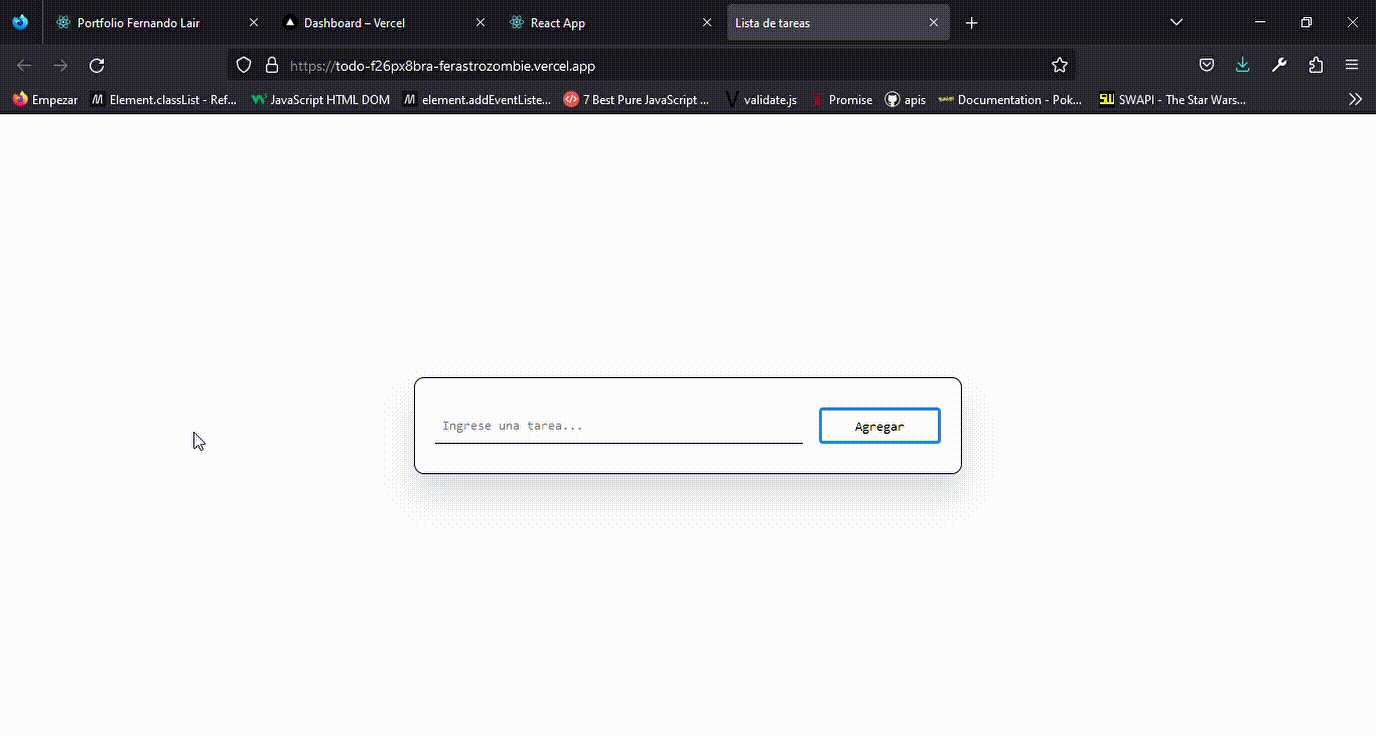 Portfolio Fernando Lair
Dashboard – Vercel
React App
Lista de tareas
https://todo-f26px8bra-ferastrozombie.vercel.app
Empezar
Element.classList - Ref...
JavaScript HTML DOM
element.addEventListe...
7 Best Pure JavaScript ...
validate.js
Promise
apis
Documentation - Pok...
SWAPI - The Star Wars...
Ingrese una tarea...
Agregar